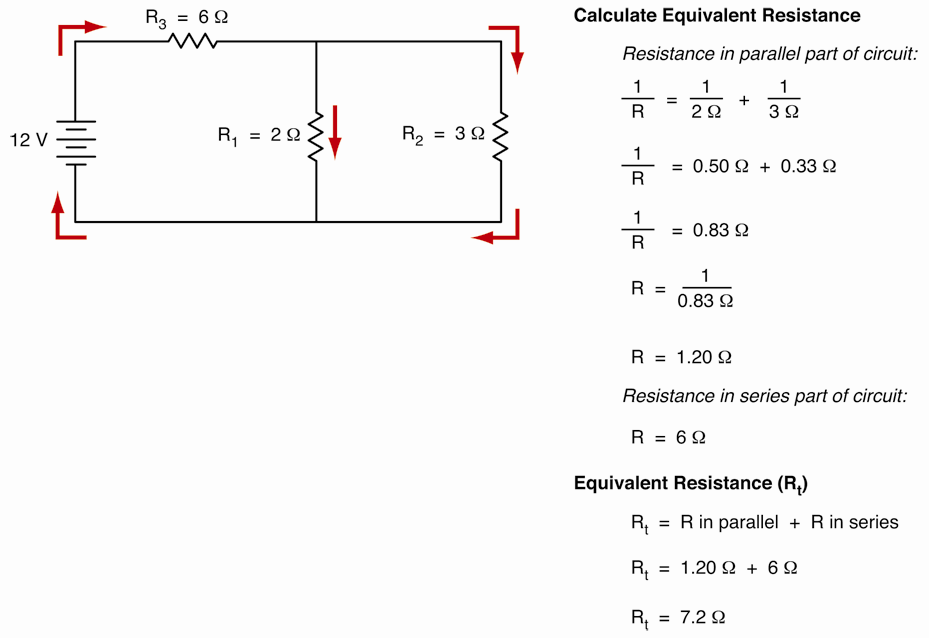 R3 = 6 Ω
12 V
R1 = 2 Ω
R2 = 3 Ω
Calculate Equivalent Resistance
Resistance in parallel part of circuit:
1/R = 1/2 Ω + 1/3 Ω
1/R = 0.50 Ω + 0.33 Ω
1/R = 0.83 Ω
R = 1/0.83 Ω
R = 1.20 Ω
Resistance in series part of circuit:
R = 6 Ω
Equivalent Resistance (Rt)
Rt = R in parallel + R in series
Rt = 1.20 Ω + 6 Ω
Rt = 7.2 Ω